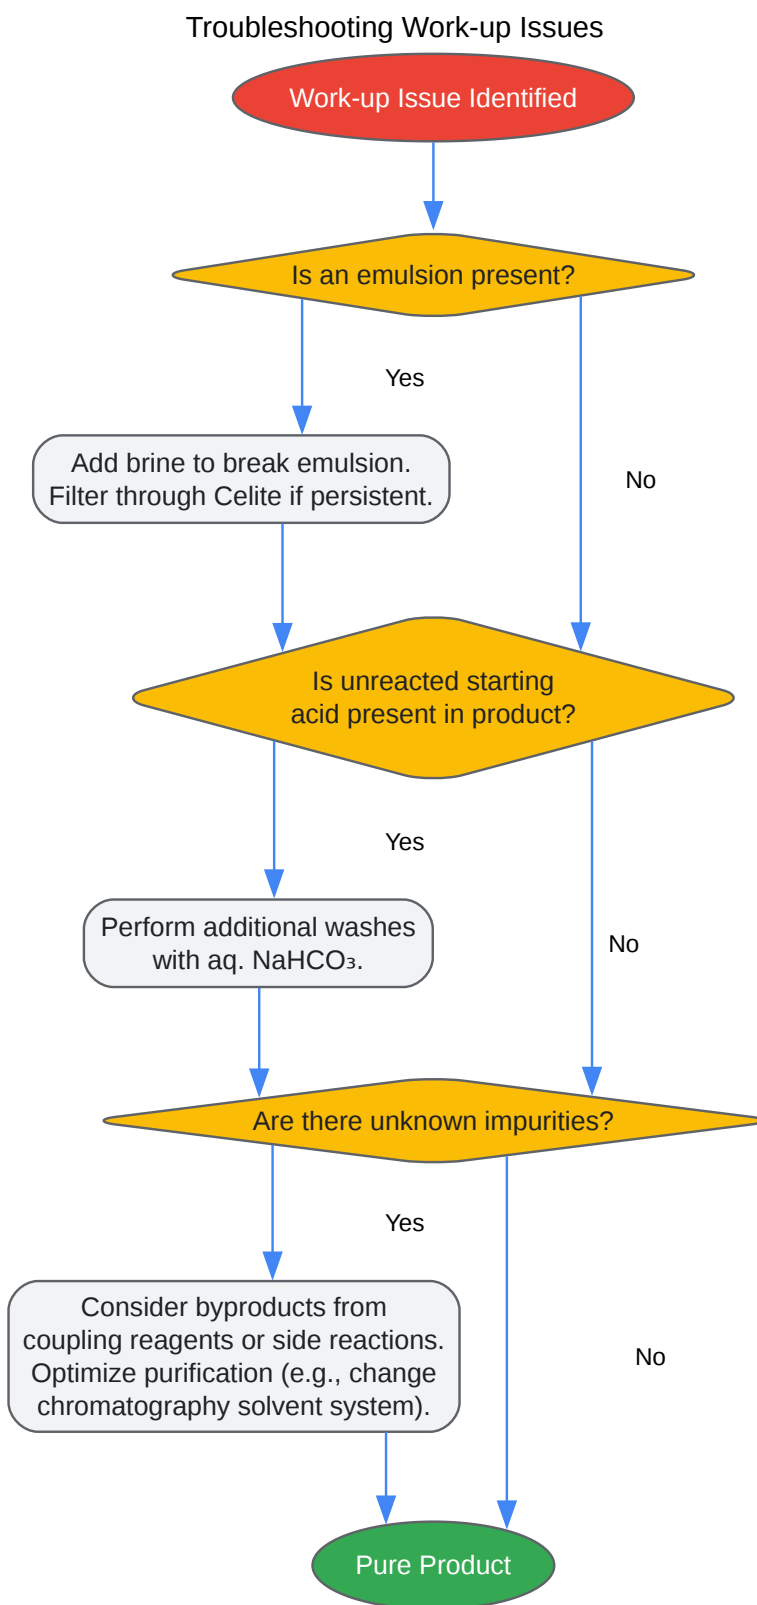 Troubleshooting Work-up Issues
Work-up Issue Identified
Is an emulsion present?
Yes
Add brine to break emulsion.
Filter through Celite if persistent.
No
Is unreacted starting
acid present in product?
Yes
Perform additional washes
with aq. NaHCO₃.
No
Are there unknown impurities?
Yes
Consider byproducts from
coupling reagents or side reactions.
Optimize purification (e.g., change
chromatography solvent system).
No
Pure Product